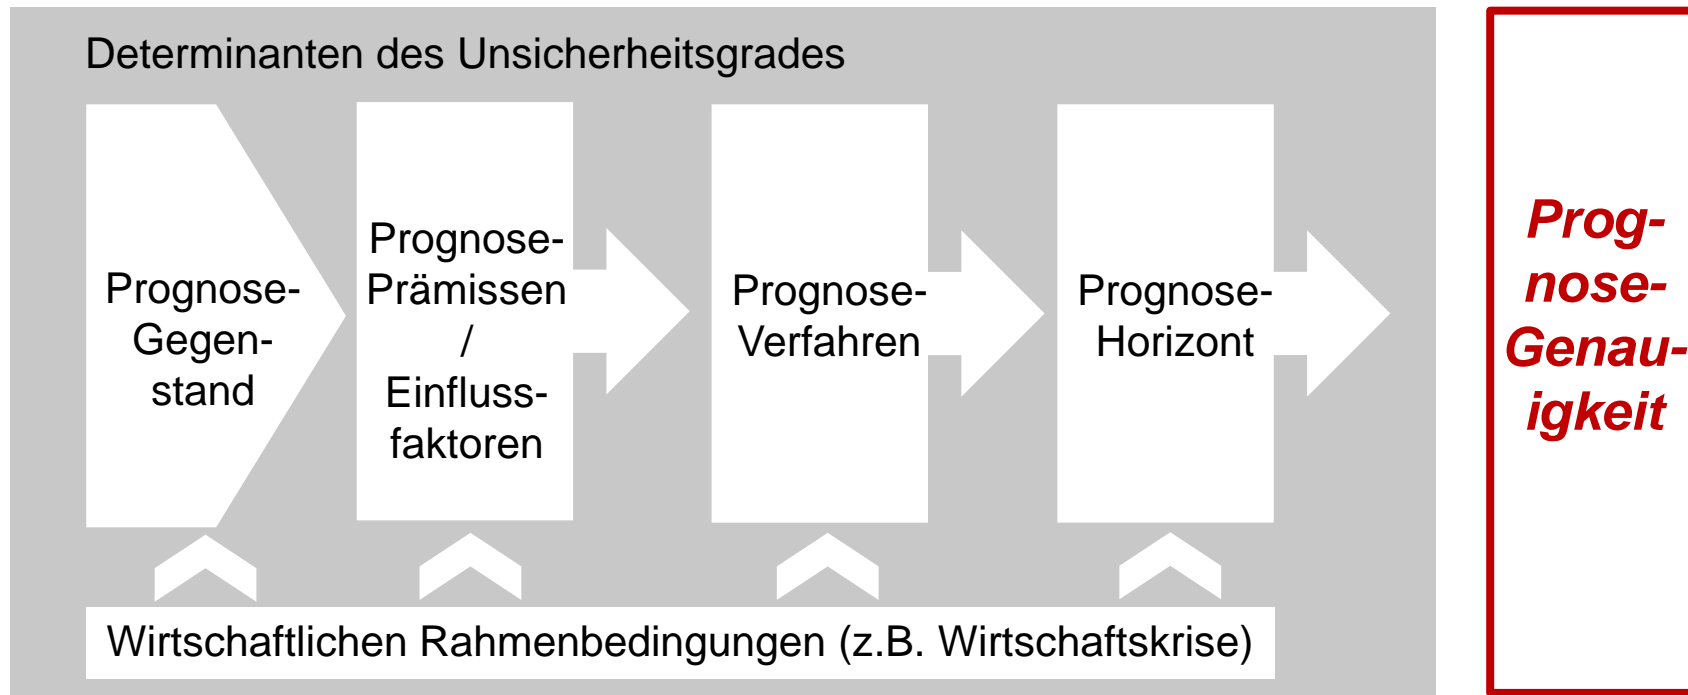 Determinanten des Unsicherheitsgrades
Prognose-
Gegen-
stand
Prognose-
Prämissen
/
Einfluss-
faktoren
Prognose-
Verfahren
Prognose-
Horizont
Wirtschaftlichen Rahmenbedingungen (z.B. Wirtschaftskrise)
Prog-
nose-
Genau-
igkeit